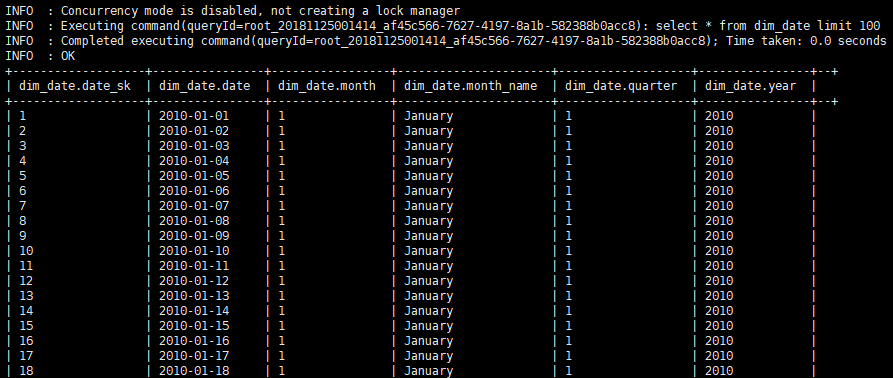 INFO  : Concurrency mode is disabled, not creating a lock manager
INFO  : Executing command(queryId=root_20181125001414_af45c566-7627-4197-8a1b-582388b0acc8): select * from dim_date limit 100
INFO  : Completed executing command(queryId=root_20181125001414_af45c566-7627-4197-8a1b-582388b0acc8); Time taken: 0.0 seconds
INFO  : OK
+-------------------+----------------+-----------------+----------------------+-------------------+----------------+--+
| dim_date.date_sk  | dim_date.date  | dim_date.month  | dim_date.month_name  | dim_date.quarter  | dim_date.year  |
+-------------------+----------------+-----------------+----------------------+-------------------+----------------+--+
| 1                 | 2010-01-01     | 1               | January              | 1                 | 2010           |
| 2                 | 2010-01-02     | 1               | January              | 1                 | 2010           |
| 3                 | 2010-01-03     | 1               | January              | 1                 | 2010           |
| 4                 | 2010-01-04     | 1               | January              | 1                 | 2010           |
| 5                 | 2010-01-05     | 1               | January              | 1                 | 2010           |
| 6                 | 2010-01-06     | 1               | January              | 1                 | 2010           |
| 7                 | 2010-01-07     | 1               | January              | 1                 | 2010           |
| 8                 | 2010-01-08     | 1               | January              | 1                 | 2010           |
| 9                 | 2010-01-09     | 1               | January              | 1                 | 2010           |
| 10                | 2010-01-10     | 1               | January              | 1                 | 2010           |
| 11                | 2010-01-11     | 1               | January              | 1                 | 2010           |
| 12                | 2010-01-12     | 1               | January              | 1                 | 2010           |
| 13                | 2010-01-13     | 1               | January              | 1                 | 2010           |
| 14                | 2010-01-14     | 1               | January              | 1                 | 2010           |
| 15                | 2010-01-15     | 1               | January              | 1                 | 2010           |
| 16                | 2010-01-16     | 1               | January              | 1                 | 2010           |
| 17                | 2010-01-17     | 1               | January              | 1                 | 2010           |
| 18                | 2010-01-18     | 1               | January              | 1                 | 2010           |